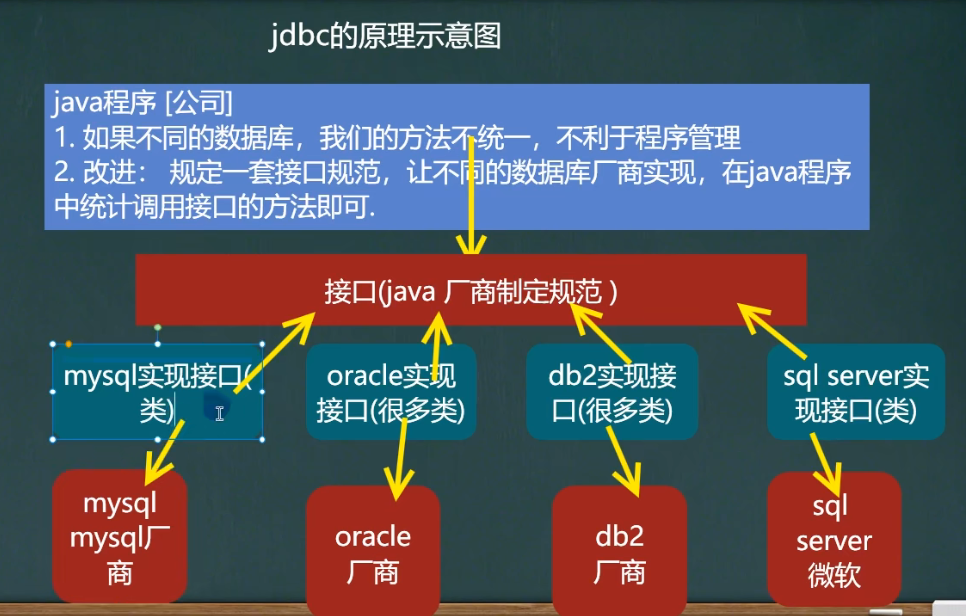 jdbc的原理示意图
java程序 [公司]
1. 如果不同的数据库，我们的方法不统一，不利于程序管理
2. 改进： 规定一套接口规范，让不同的数据库厂商实现，在java程序
中统计调用接口的方法即可.
接口(java 厂商制定规范 )
mysql实现接口(
类)
oracle实现
接口(很多类)
db2实现接
口(很多类)
sql server实
现接口(类)
mysql
mysql厂
商
oracle
厂商
db2
厂商
sql
server
微软